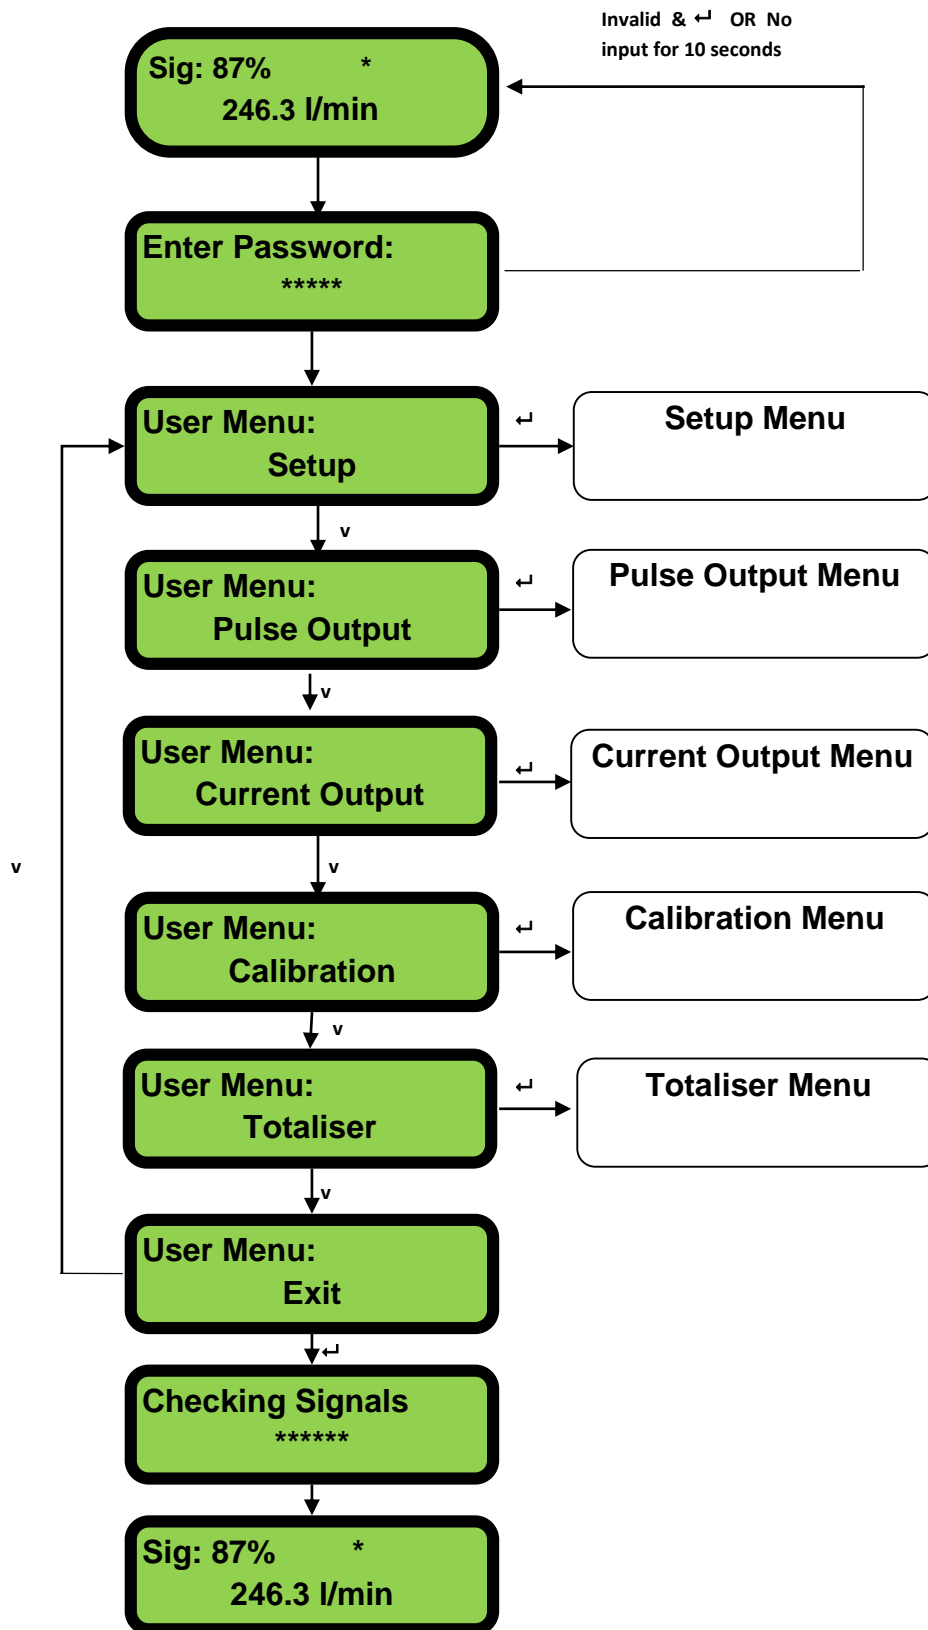 Invalid & ↵ OR No
input for 10 seconds
Sig: 87% *
246.3 l/min
Enter Password:
*****
User Menu:
Setup
↵
Setup Menu
v
User Menu:
Pulse Output
↵
Pulse Output Menu
v
User Menu:
Current Output
↵
Current Output Menu
v
v
User Menu:
Calibration
↵
Calibration Menu
v
User Menu:
Totaliser
↵
Totaliser Menu
v
User Menu:
Exit
↵
Checking Signals
******
Sig: 87% *
246.3 l/min